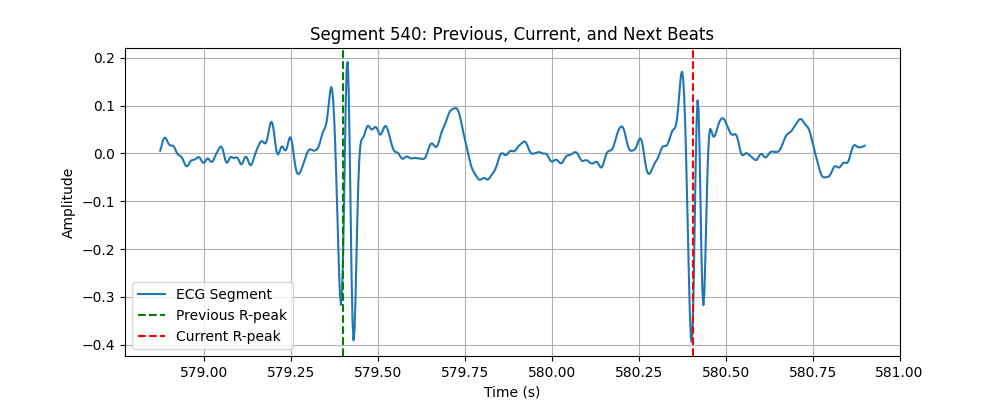 Segment 540: Previous, Current, and Next Beats
0.2
0.1
0.0
−0.1
−0.2
−0.3
−0.4
Amplitude
ECG Segment
Previous R-peak
Current R-peak
579.00 579.25 579.50 579.75 580.00 580.25 580.50 580.75 581.00
Time (s)